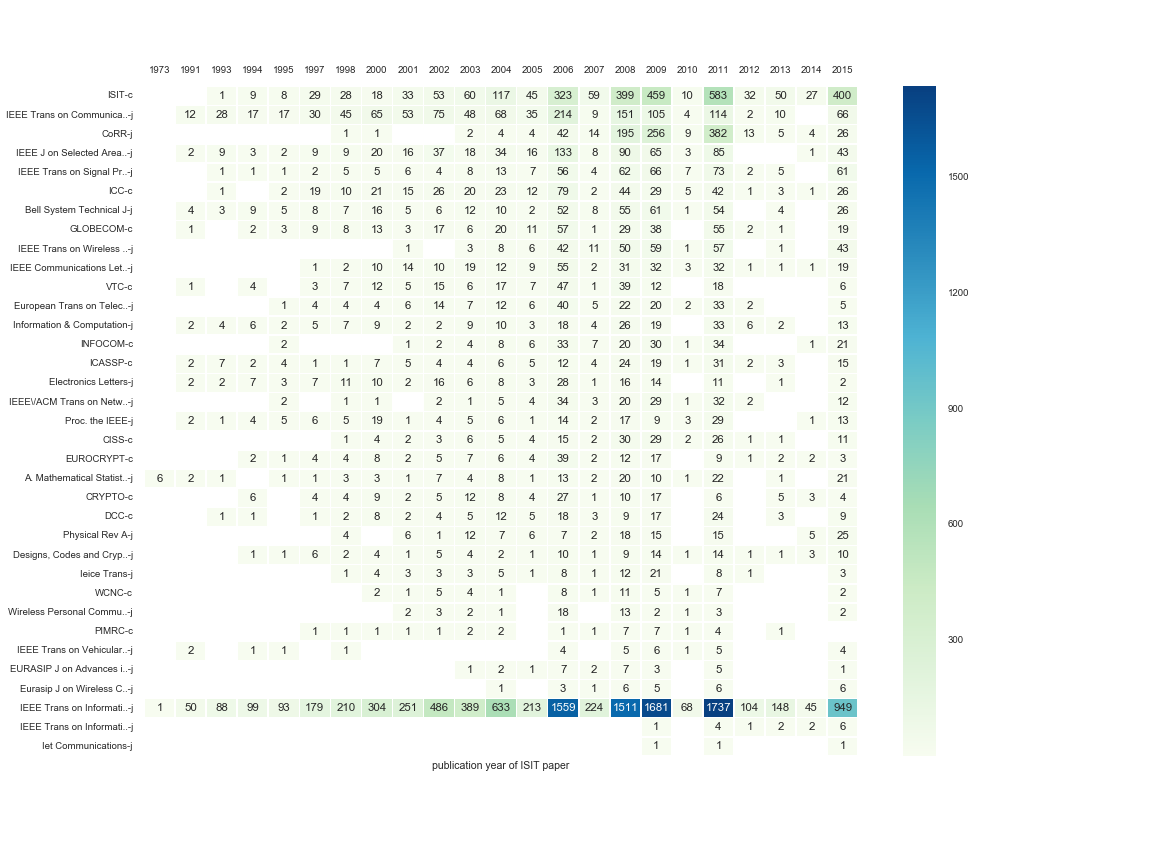 1973 1991 1993 1994 1995 1997 1998 2000 2001 2002 2003 2004 2005 2006 2007 2008 2009 2010 2011 2012 2013 2014 2015
ISIT-c 1 9 8 29 28 18 33 53 60 117 45 323 59 399 459 10 583 32 50 27 400
IEEE Trans on Communica..-j 12 28 17 17 30 45 65 53 75 48 68 35 214 9 151 105 4 114 2 10 66
CoRR-j 1 1 2 4 4 42 14 195 256 9 382 13 5 4 26
1500
IEEE J on Selected Area..-j 2 9 3 2 9 9 20 16 37 18 34 16 133 8 90 65 3 85 1 43
IEEE Trans on Signal Pr..-j 1 1 1 2 5 5 6 4 8 13 7 56 4 62 66 7 73 2 5 61
ICC-c 1 2 19 10 21 15 26 20 23 12 79 2 44 29 5 42 1 3 1 26
Bell System Technical J-j 4 3 9 5 8 7 16 5 6 12 10 2 52 8 55 61 1 54 4 26
GLOBECOM-c 1 2 3 9 8 13 3 17 6 20 11 57 1 29 38 55 2 1 19
IEEE Trans on Wireless ..-j 1 3 8 6 42 11 50 59 1 57 1 43
IEEE Communications Let..-j 1 2 10 14 10 19 12 9 55 2 31 32 3 32 1 1 1 19
VTC-c 1 4 3 7 12 5 15 6 17 7 47 1 39 12 18 6
1200
European Trans on Telec..-j 1 4 4 4 6 14 7 12 6 40 5 22 20 2 33 2 5
Information & Computation-j 2 4 6 2 5 7 9 2 2 9 10 3 18 4 26 19 33 6 2 13
INFOCOM-c 2 1 2 4 8 6 33 7 20 30 1 34 1 21
ICASSP-c 2 7 2 4 1 1 7 5 4 4 6 5 12 4 24 19 1 31 2 3 15
Electronics Letters-j 2 2 7 3 7 11 10 2 16 6 8 3 28 1 16 14 11 1 2
IEEE\/ACM Trans on Netw..-j 2 1 1 2 1 5 4 34 3 20 29 1 32 2 12
900
Proc. the IEEE-j 2 1 4 5 6 5 19 1 4 5 6 1 14 2 17 9 3 29 1 13
CISS-c 1 4 2 3 6 5 4 15 2 30 29 2 26 1 1 11
EUROCRYPT-c 2 1 4 4 8 2 5 7 6 4 39 2 12 17 9 1 2 2 3
A. Mathematical Statist..-j 6 2 1 1 1 3 3 1 7 4 8 1 13 2 20 10 1 22 1 21
CRYPTO-c 6 4 4 9 2 5 12 8 4 27 1 10 17 6 5 3 4
DCC-c 1 1 1 2 8 2 4 5 12 5 18 3 9 17 24 3 9
600
Physical Rev A-j 4 6 1 12 7 6 7 2 18 15 15 5 25
Designs, Codes and Cryp..-j 1 1 6 2 4 1 5 4 2 1 10 1 9 14 1 14 1 1 3 10
Ieice Trans-j 1 4 3 3 3 5 1 8 1 12 21 8 1 3
WCNC-c 2 1 5 4 1 8 1 11 5 1 7 2
Wireless Personal Commu..-j 2 3 2 1 18 13 2 1 3 2
PIMRC-c 1 1 1 1 1 2 2 1 1 7 7 1 4 1
300
IEEE Trans on Vehicular..-j 2 1 1 1 4 5 6 1 5 4
EURASIP J on Advances i..-j 1 2 1 7 2 7 3 5 1
Eurasip J on Wireless C..-j 1 3 1 6 5 6 6
IEEE Trans on Informati..-j 1 50 88 99 93 179 210 304 251 486 389 633 213 1559 224 1511 1681 68 1737 104 148 45 949
IEEE Trans on Informati..-j 1 4 1 2 2 6
Iet Communications-j 1 1 1
publication year of ISIT paper